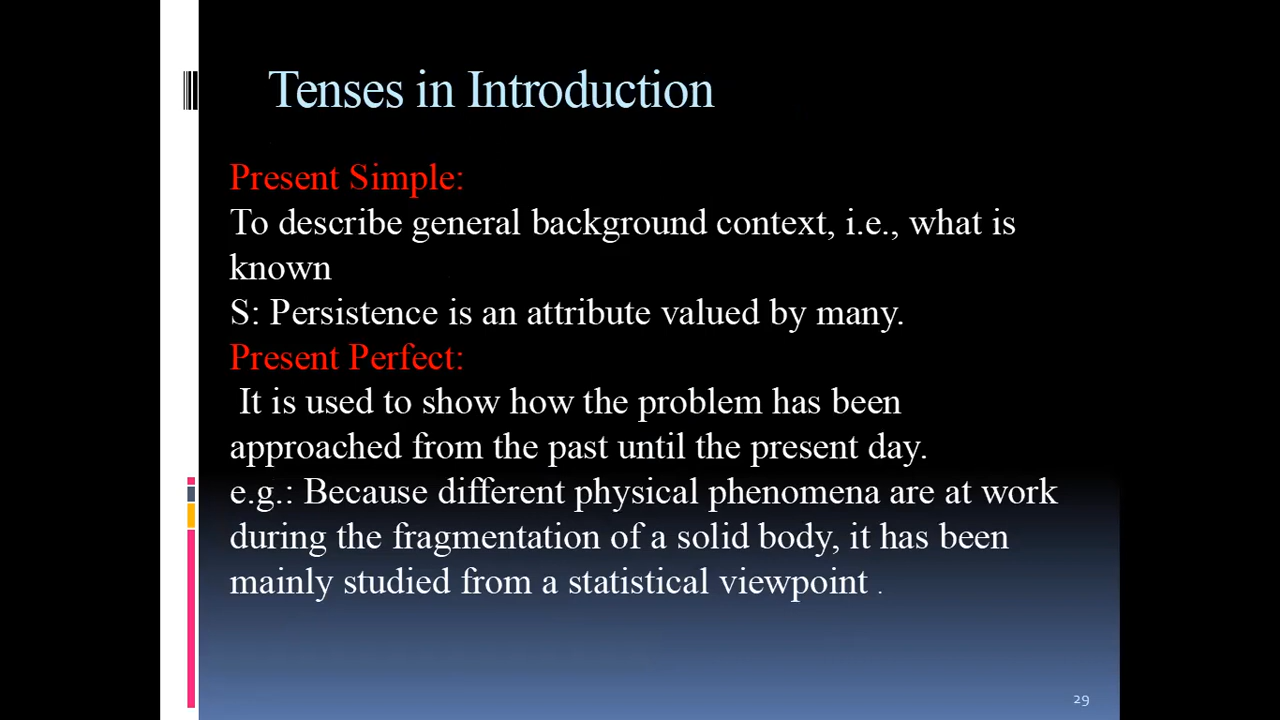 Tenses in Introduction
Present Simple:
To describe general background context, i.e., what is
known
S: Persistence is an attribute valued by many.
Present Perfect:
It is used to show how the problem has been
approached from the past until the present day.
e.g.: Because different physical phenomena are at work
during the fragmentation of a solid body, it has been
mainly studied from a statistical viewpoint .
29